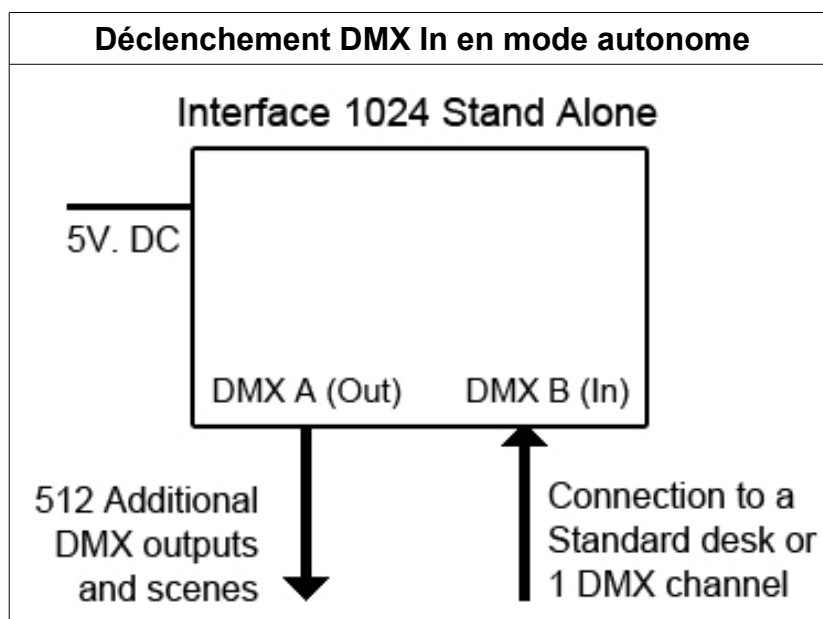 Déclenchement DMX In en mode autonome
Interface 1024 Stand Alone
5V. DC
DMX A (Out)
DMX B (In)
512 Additional
DMX outputs
and scenes
Connection to a
Standard desk or
1 DMX channel